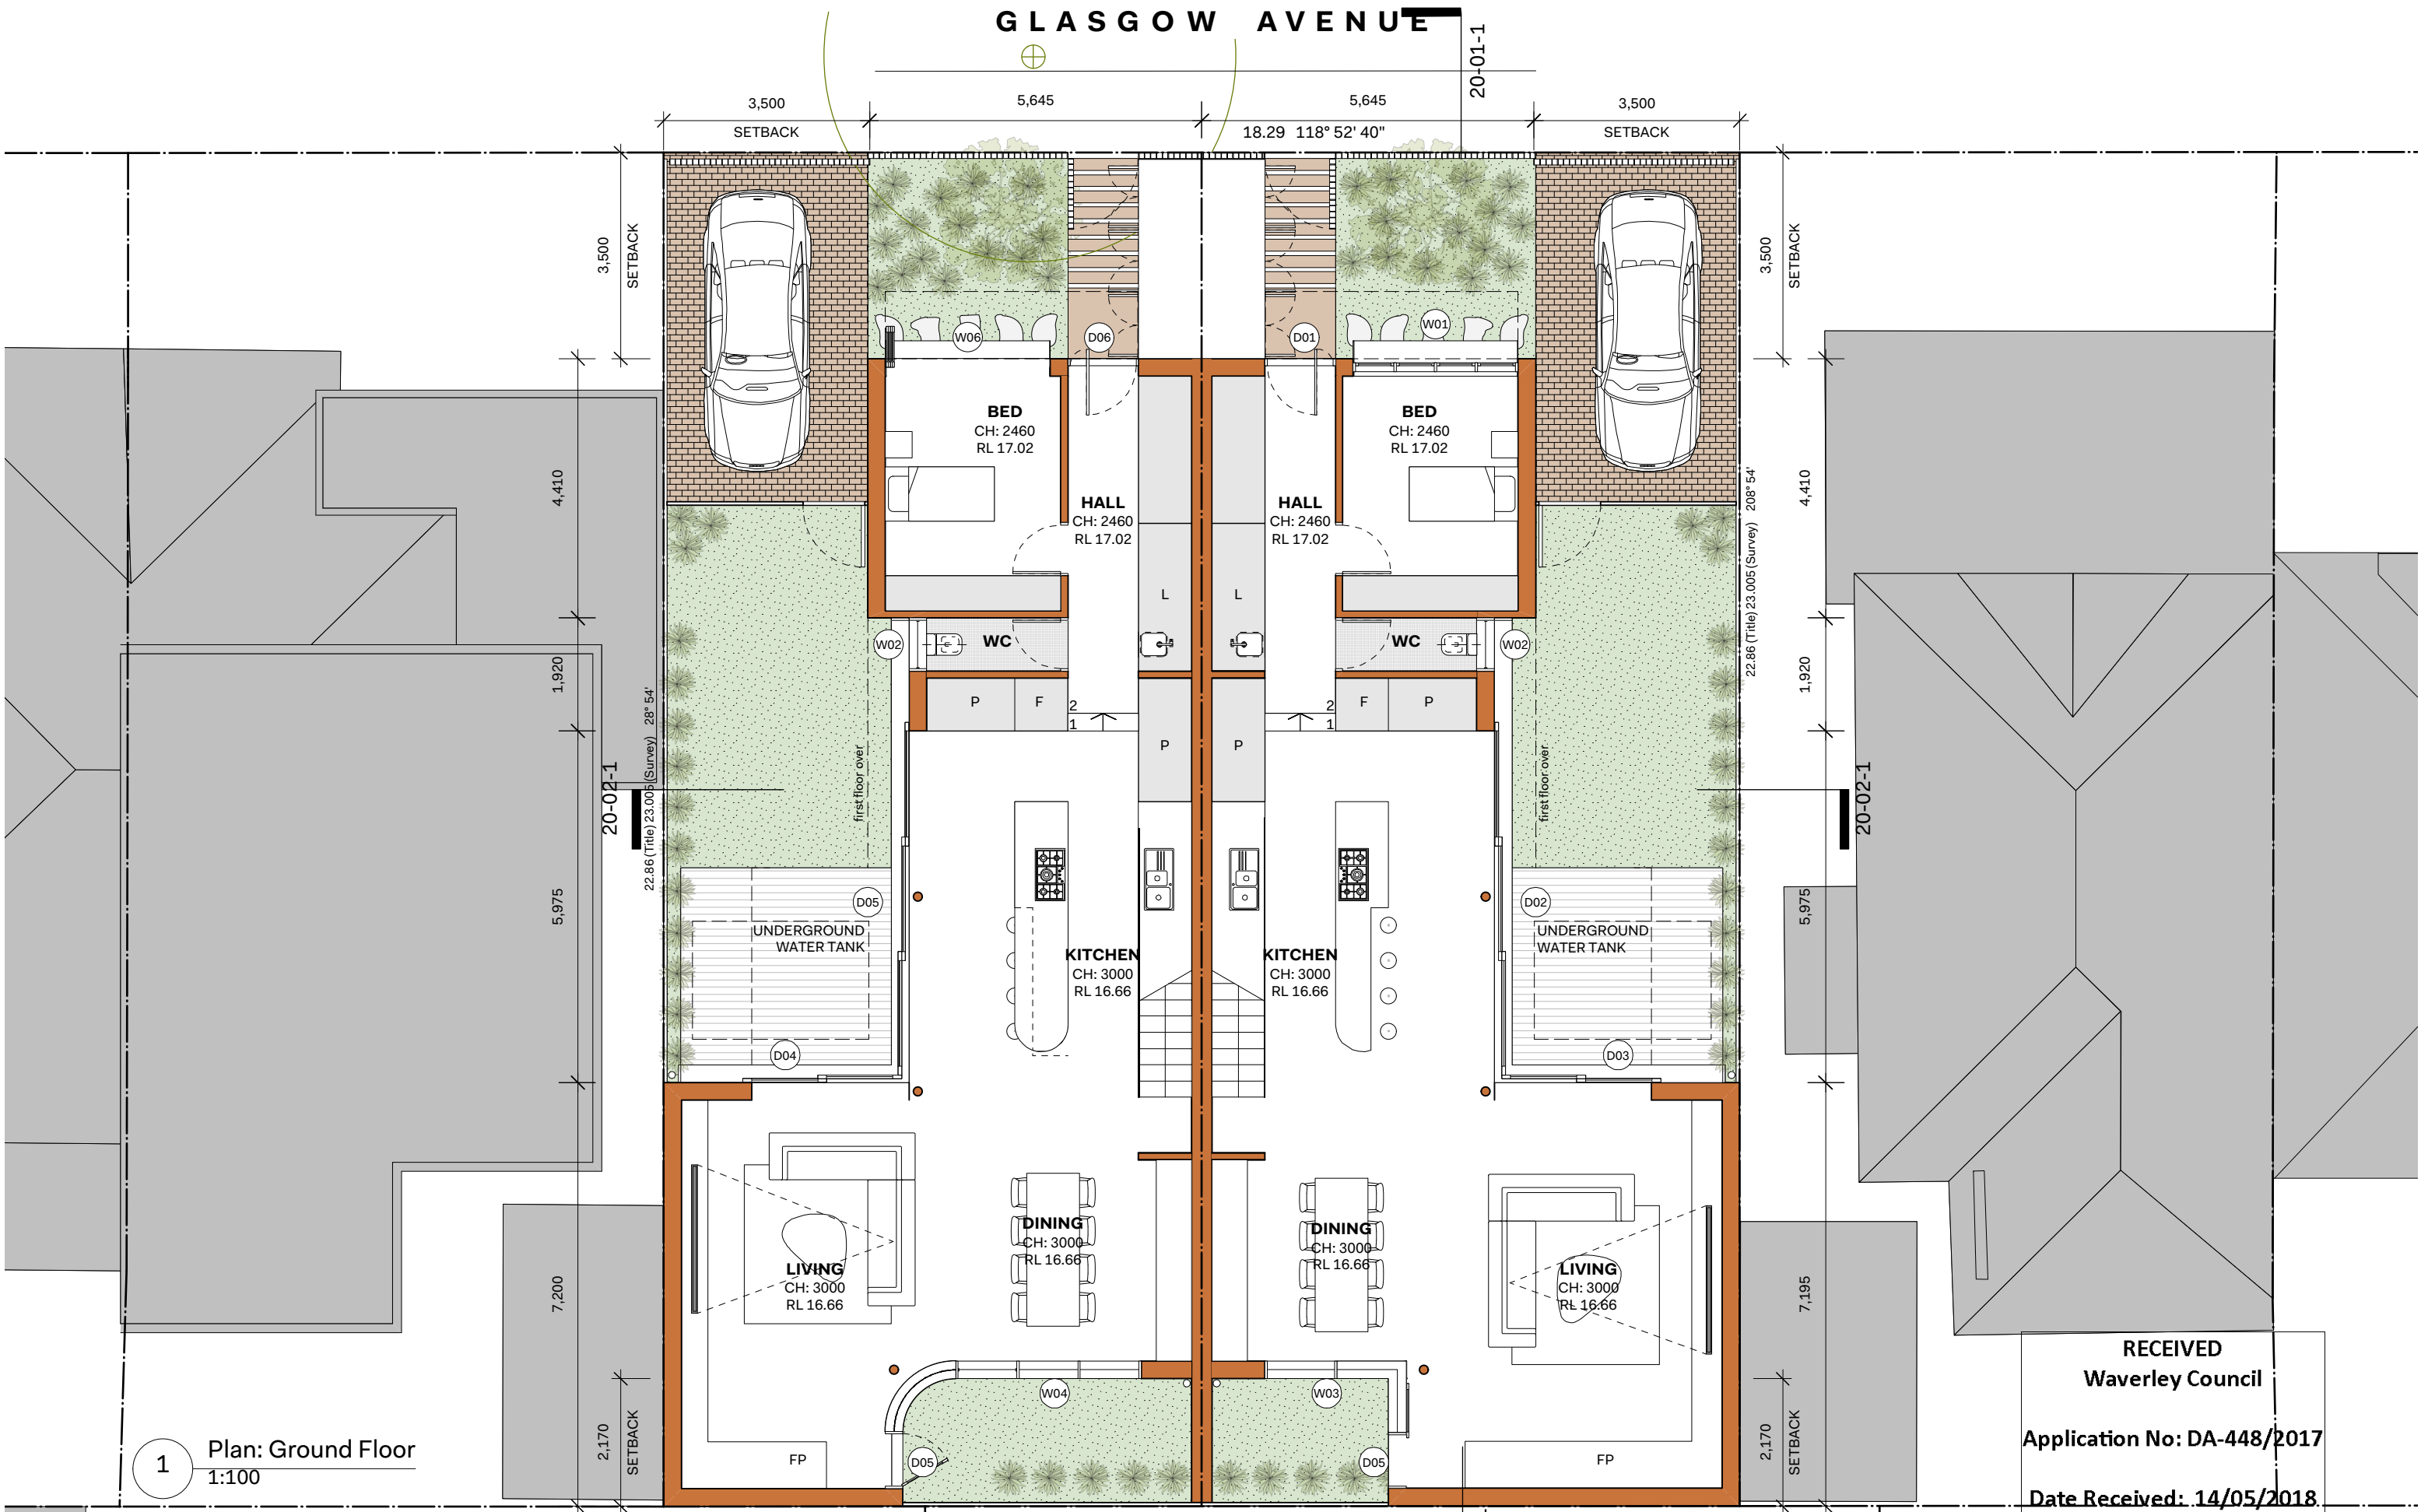 GLASGOW AVENUE
20-01-1
3,500
5,645
5,645
3,500
SETBACK
18.29 118° 52' 40"
SETBACK
3,500
SETBACK
3,500
SETBACK
W06
D06
D01
W01
BED
CH: 2460
RL 17.02
BED
CH: 2460
RL 17.02
4,410
HALL
CH: 2460
RL 17.02
HALL
CH: 2460
RL 17.02
4,410
22.86 (Title) 23.005 (Survey) 208° 54'
L
L
W02
WC
WC
W02
1,920
1,920
22.86 (Title) 23.005 (Survey) 28° 54'
P
F
2
1
2
1
F
P
P
P
first floor over
first floor over
20-02-1
20-02-1
5,975
D05
D02
5,975
UNDERGROUND
WATER TANK
UNDERGROUND
WATER TANK
KITCHEN
CH: 3000
RL 16.66
KITCHEN
CH: 3000
RL 16.66
D04
D03
DINING
CH: 3000
RL 16.66
DINING
CH: 3000
RL 16.66
LIVING
CH: 3000
RL 16.66
LIVING
CH: 3000
RL 16.66
7,200
7,195
W04
W03
2,170
SETBACK
2,170
SETBACK
FP
D05
D05
FP
1
Plan: Ground Floor
1:100
RECEIVED
Waverley Council
Application No: DA-448/2017
Date Received: 14/05/2018